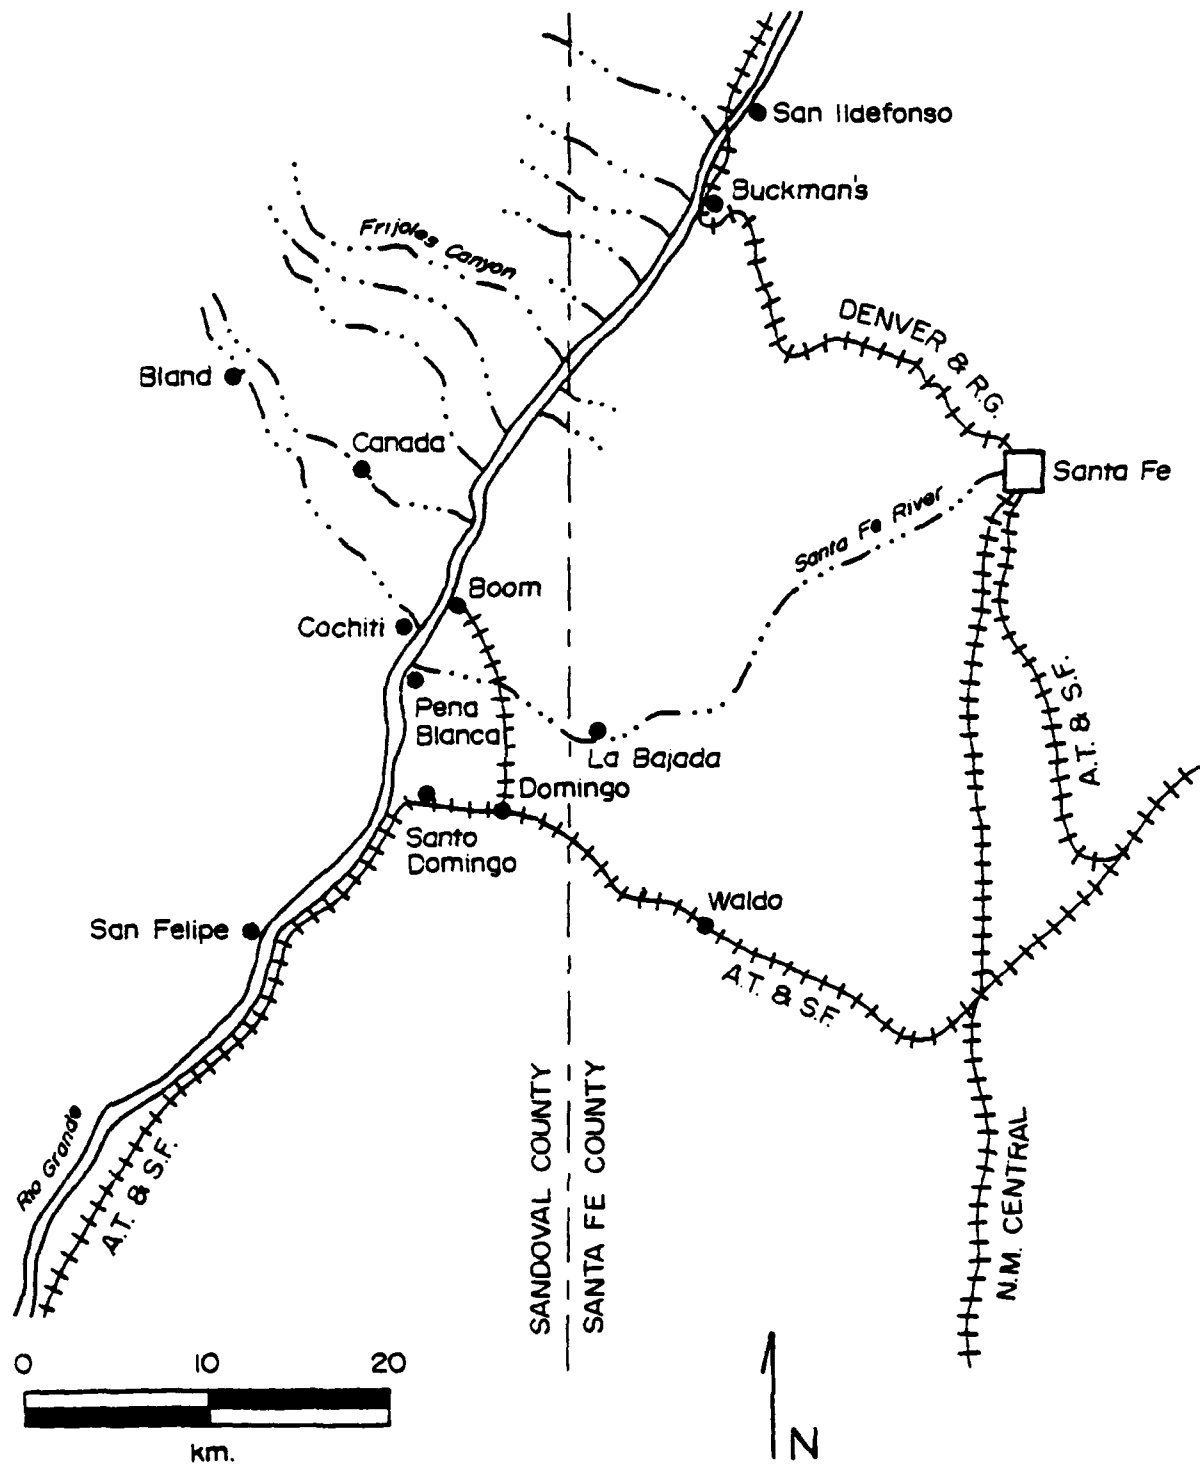 San Ildefonso
Buckman's
Frijoles Canyon
DENVER & R.G.
Bland
Canada
Santa Fe
Santa Fe River
Boom
Cochiti
Pena
Blanca
La Bajada
A.T. & S.F.
Domingo
Santo
Domingo
Waldo
San Felipe
A.T. & S.F.
Rio Grande
A.T. & S.F.
SANDOVAL COUNTY
SANTA FE COUNTY
N.M. CENTRAL
0 10 20
km.
N